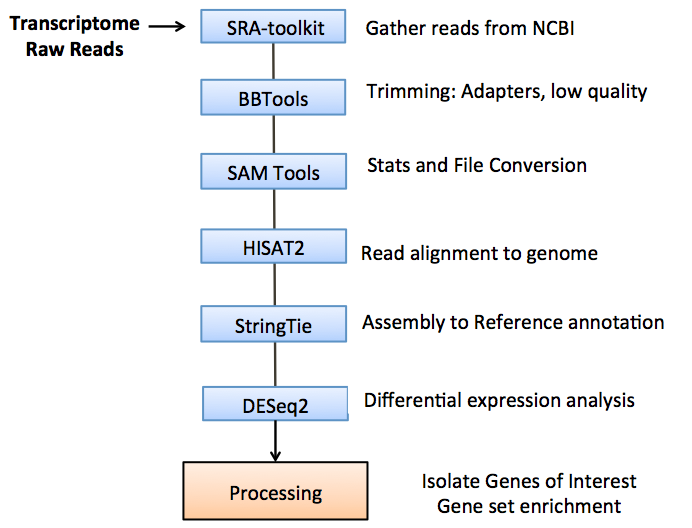 Transcriptome
Raw Reads
SRA-toolkit
Gather reads from NCBI
BBTools
Trimming: Adapters, low quality
SAM Tools
Stats and File Conversion
HISAT2
Read alignment to genome
StringTie
Assembly to Reference annotation
DESeq2
Differential expression analysis
Processing
Isolate Genes of Interest
Gene set enrichment